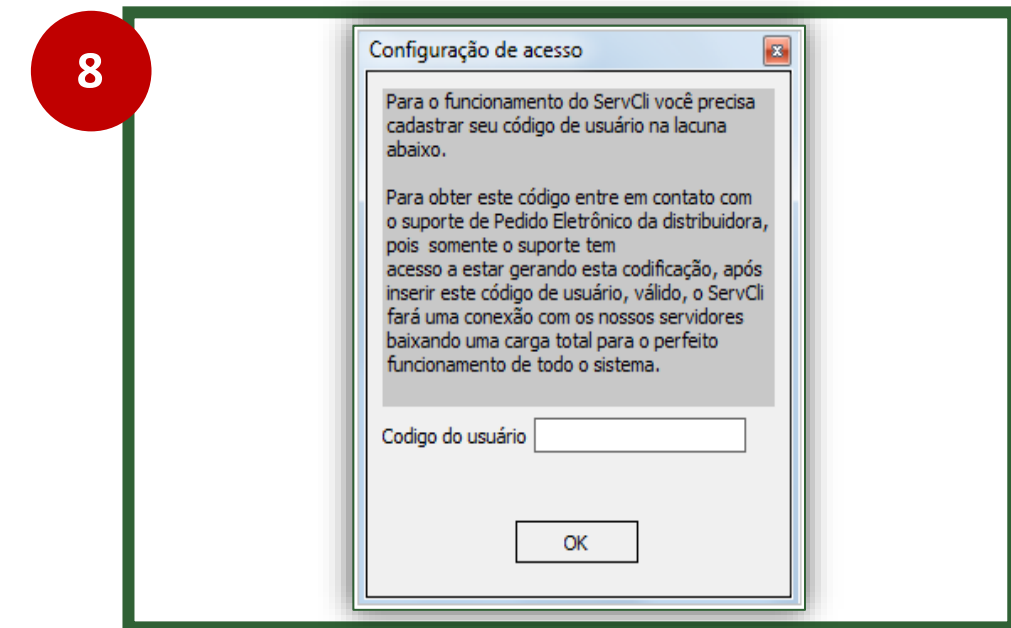 8
Configuração de acesso
Para o funcionamento do ServCli você precisa
cadastrar seu código de usuário na lacuna
abaixo.
Para obter este código entre em contato com
o suporte de Pedido Eletrônico da distribuidora,
pois  somente o suporte tem
acesso a estar gerando esta codificação, após
inserir este código de usuário, válido, o ServCli
fará uma conexão com os nossos servidores
baixando uma carga total para o perfeito
funcionamento de todo o sistema.
Codigo do usuário
OK